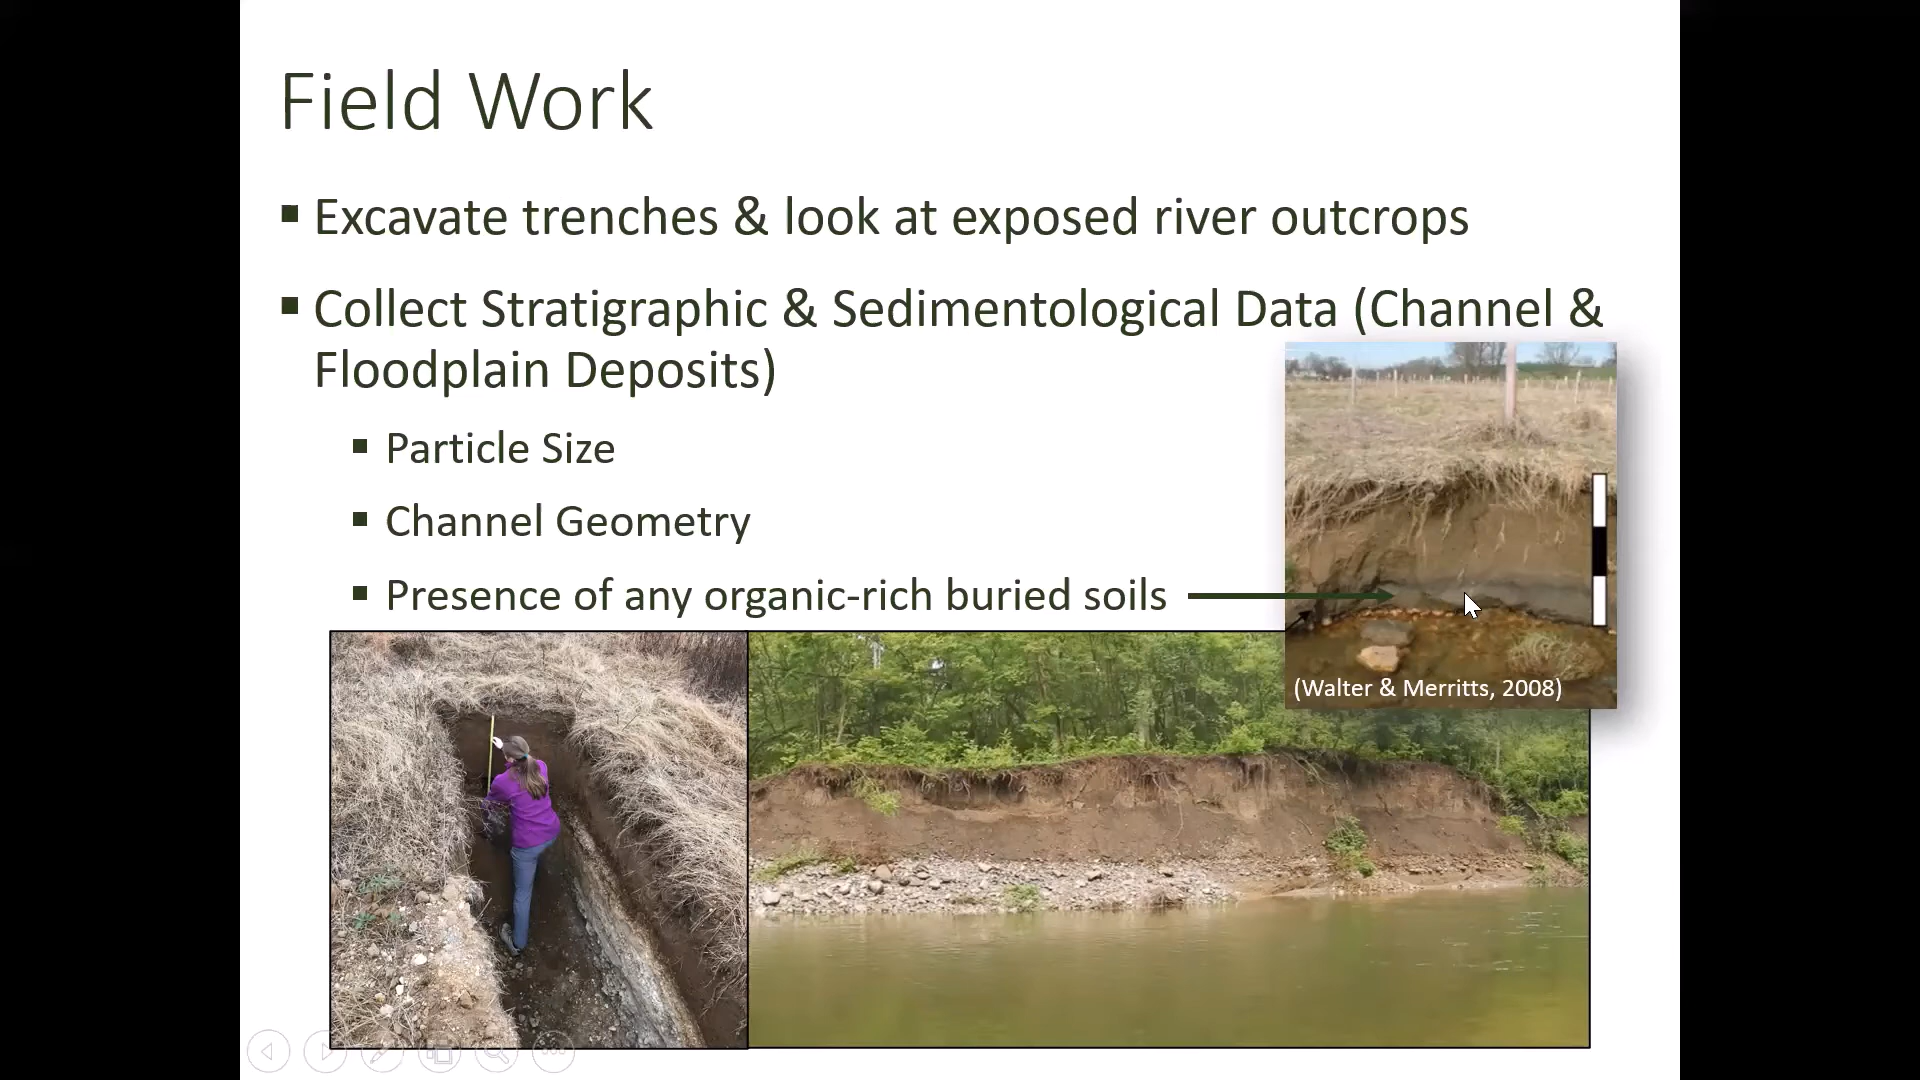 Field Work
Excavate trenches & look at exposed river outcrops
Collect Stratigraphic & Sedimentological Data (Channel &
Floodplain Deposits)
Particle Size
Channel Geometry
Presence of any organic-rich buried soils
(Walter & Merritts, 2008)